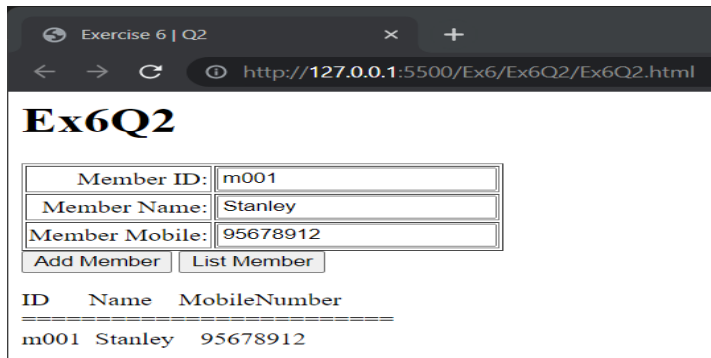 Exercise 6 | Q2
http://127.0.0.1:5500/Ex6/Ex6Q2/Ex6Q2.html
Ex6Q2
Member ID: m001
Member Name: Stanley
Member Mobile: 95678912
Add Member List Member
ID Name MobileNumber
==========================
m001 Stanley 95678912